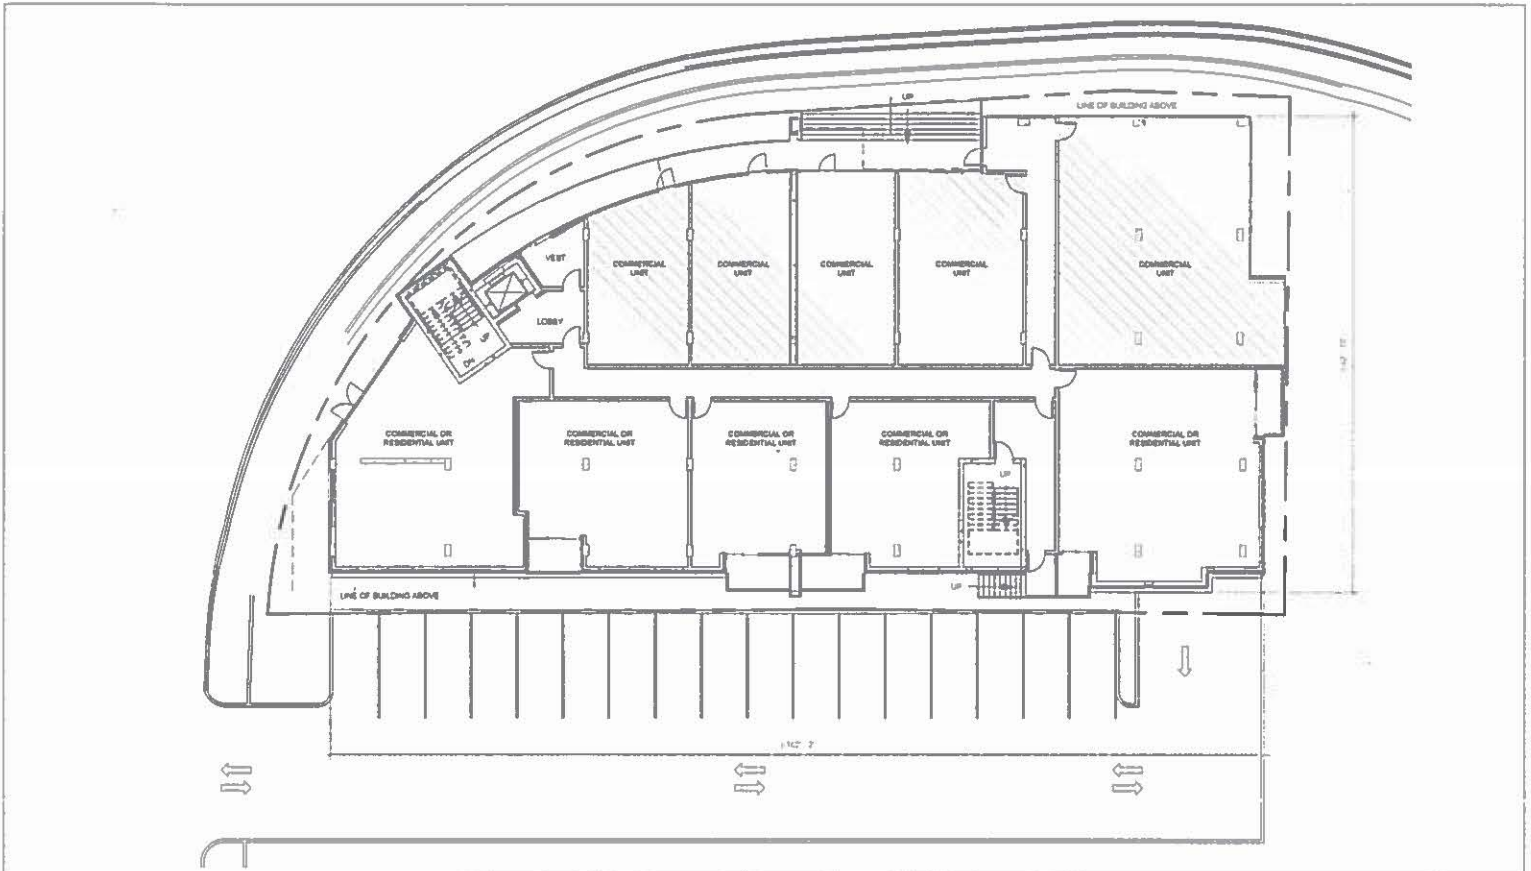 UP
LINE OF BUILDING ABOVE
VEST
COMMERCIAL
UNIT
COMMERCIAL
UNIT
COMMERCIAL
UNIT
COMMERCIAL
UNIT
COMMERCIAL
UNIT
LOBBY
COMMERCIAL OR
RESIDENTIAL UNIT
COMMERCIAL OR
RESIDENTIAL UNIT
COMMERCIAL OR
RESIDENTIAL UNIT
COMMERCIAL OR
RESIDENTIAL UNIT
COMMERCIAL OR
RESIDENTIAL UNIT
UP
UP
LINE OF BUILDING ABOVE